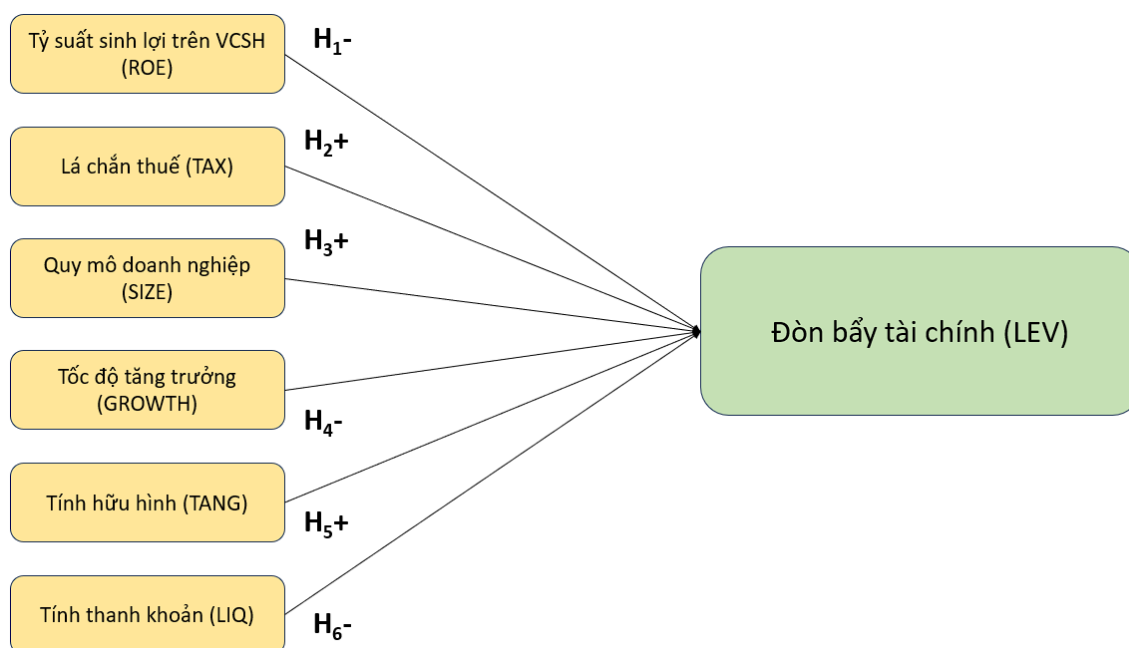 Tỷ suất sinh lợi trên VCSH
(ROE)
H₁-
Lá chắn thuế (TAX)
H₂+
Quy mô doanh nghiệp
(SIZE)
H₃+
Đòn bẩy tài chính (LEV)
Tốc độ tăng trưởng
(GROWTH)
H₄-
Tính hữu hình (TANG)
H₅+
Tính thanh khoản (LIQ)
H₆-